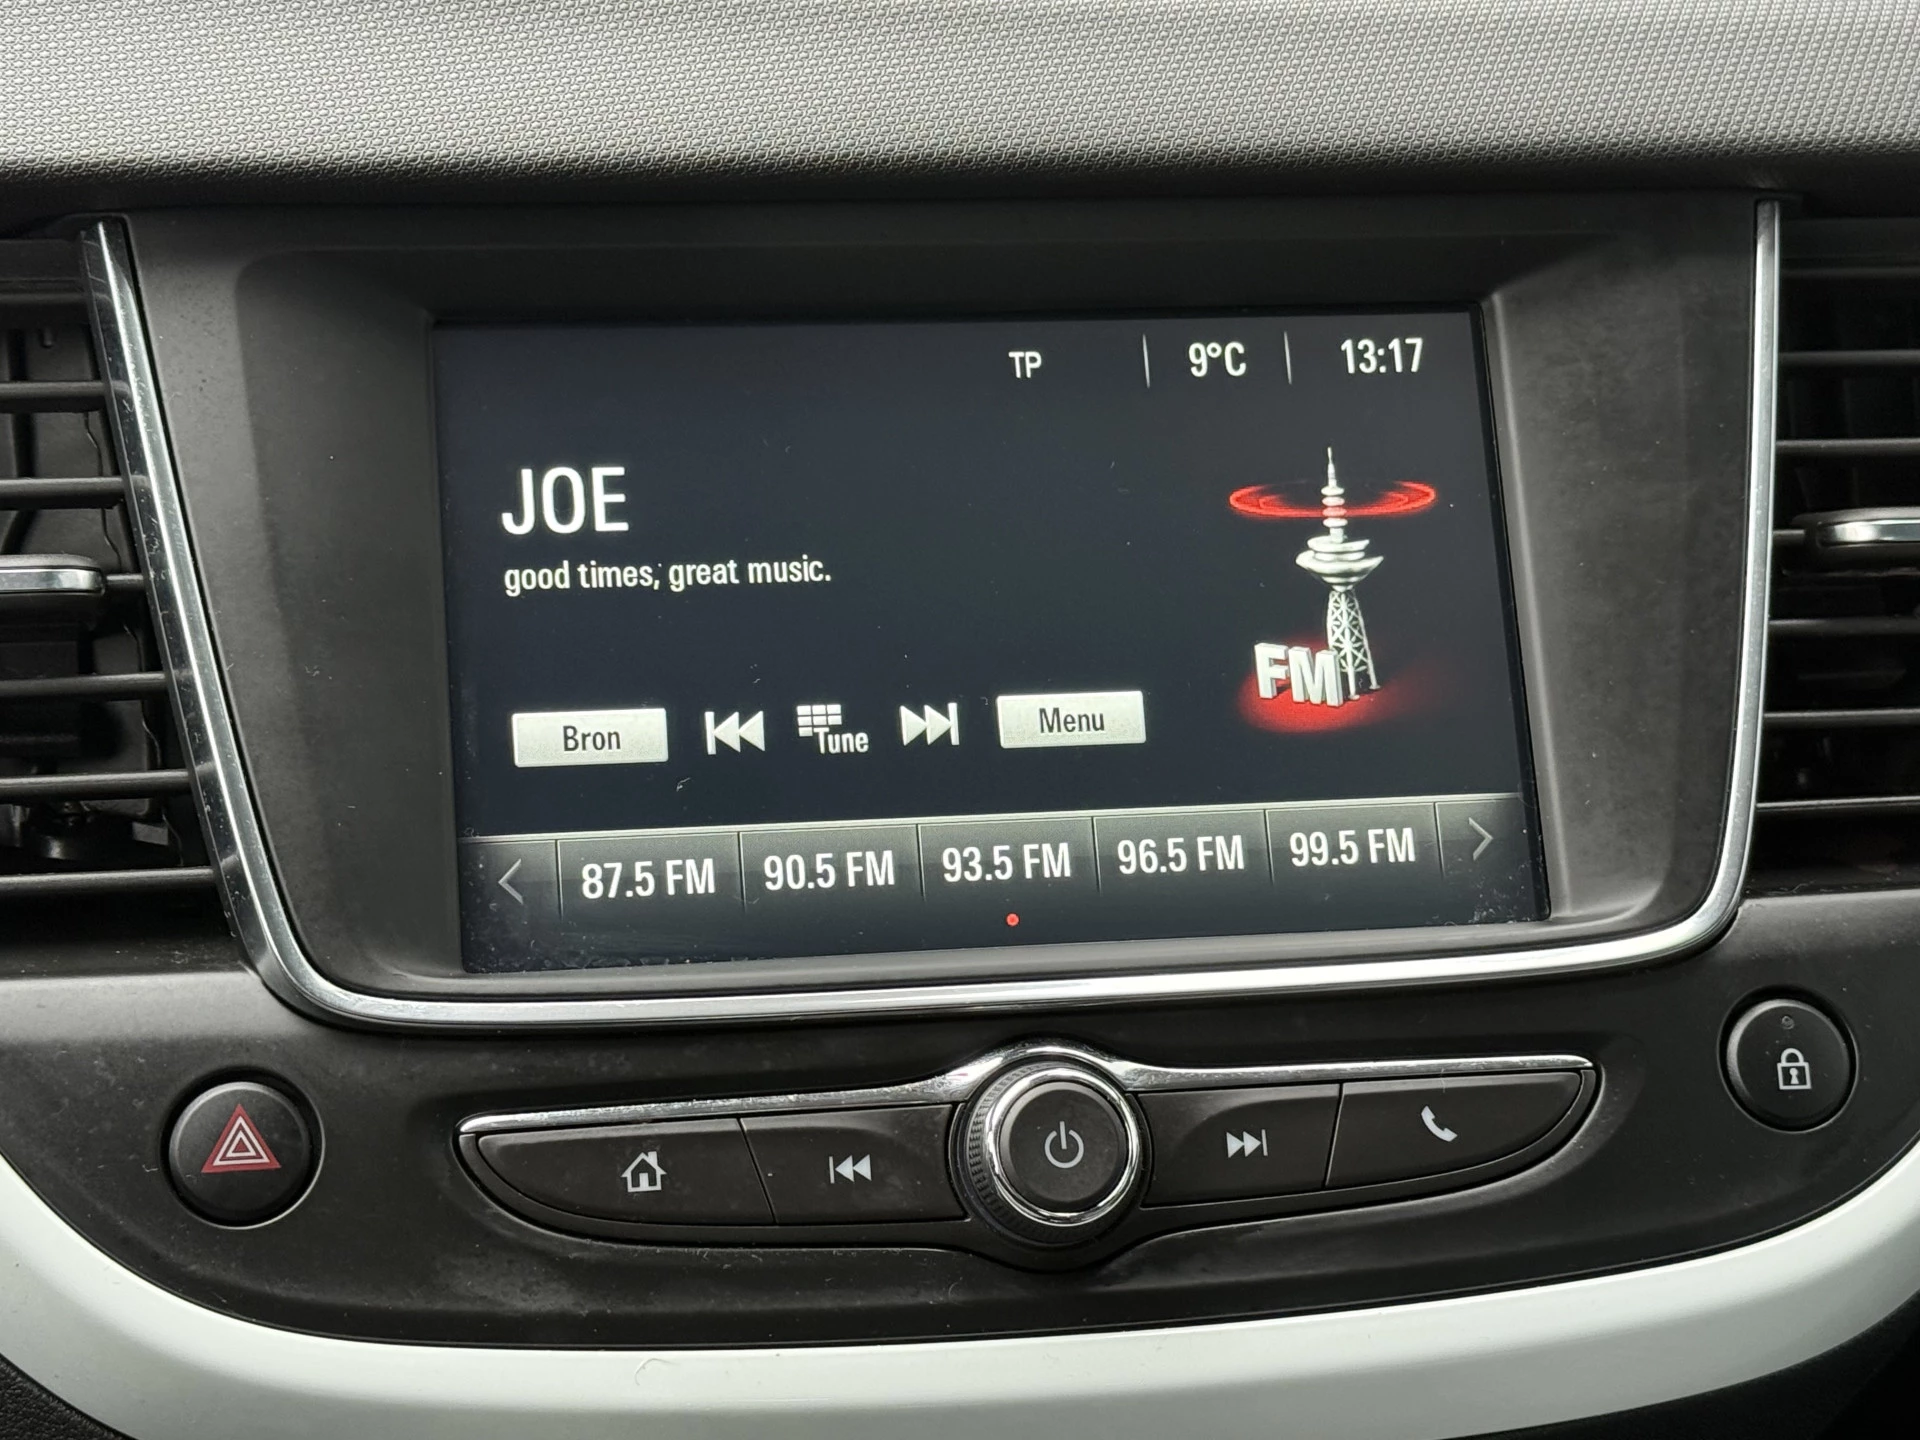 TP 9°C 13:17
JOE
good times, great music.
FM
Bron Tune Menu
87.5 FM 90.5 FM 93.5 FM 96.5 FM 99.5 FM